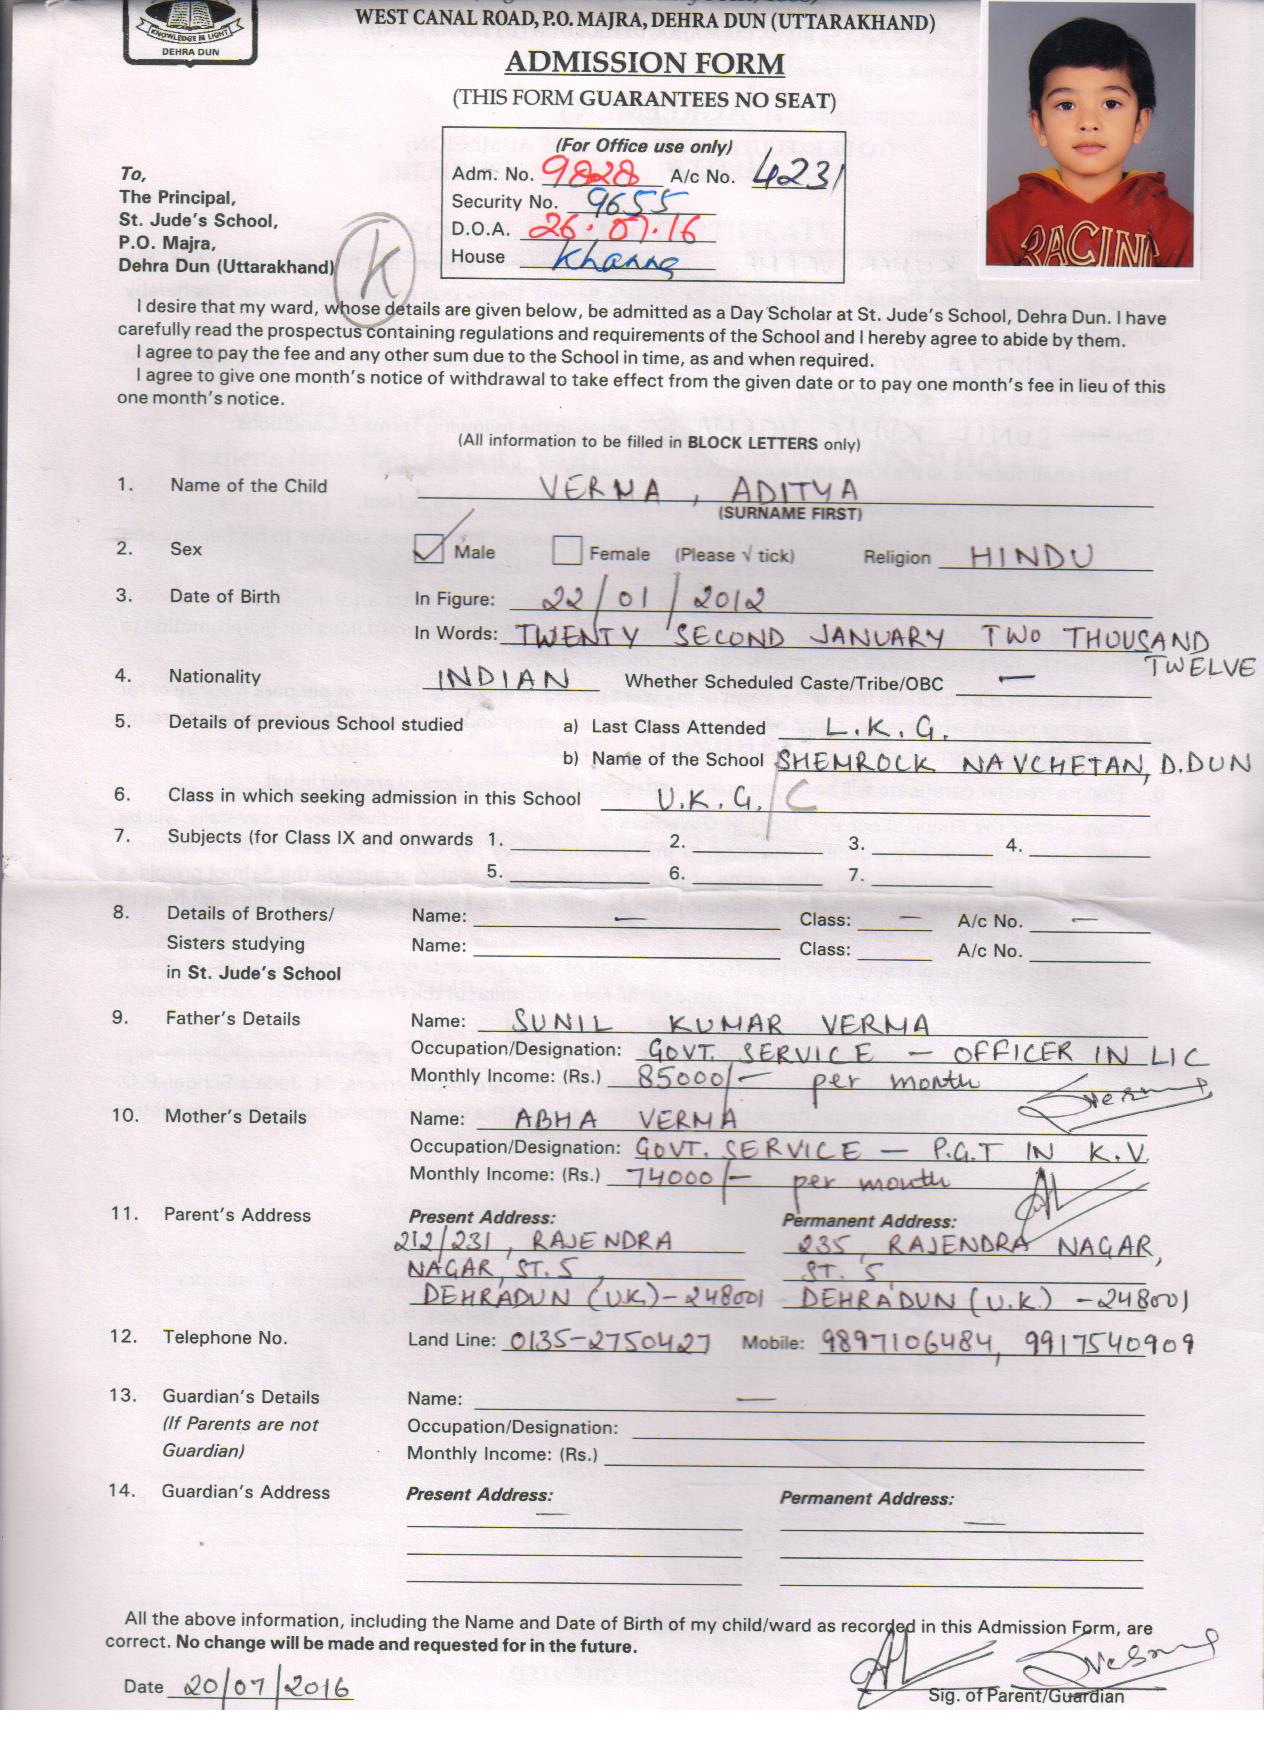 KNOWLEDGE IS LIGHT
DEHRA DUN
WEST CANAL ROAD, P.O. MAJRA, DEHRA DUN (UTTARAKHAND)
ADMISSION FORM
(THIS FORM GUARANTEES NO SEAT)
(For Office use only)
Adm. No. 9828 A/c No. 4231
Security No. 9655
D.O.A. 26.07.16
House Khanna
RACING
To,
The Principal,
St. Jude's School,
P.O. Majra,
Dehra Dun (Uttarakhand)
K
I desire that my ward, whose details are given below, be admitted as a Day Scholar at St. Jude's School, Dehra Dun. I have
carefully read the prospectus containing regulations and requirements of the School and I hereby agree to abide by them.
I agree to pay the fee and any other sum due to the School in time, as and when required.
I agree to give one month's notice of withdrawal to take effect from the given date or to pay one month's fee in lieu of this
one month's notice.
(All information to be filled in BLOCK LETTERS only)
1. Name of the Child VERMA , ADITYA
(SURNAME FIRST)
2. Sex Male Female (Please √ tick) Religion HINDU
3. Date of Birth In Figure: 22/01/2012
In Words: TWENTY SECOND JANUARY TWO THOUSAND
TWELVE
4. Nationality INDIAN Whether Scheduled Caste/Tribe/OBC —
5. Details of previous School studied a) Last Class Attended L.K.G.
b) Name of the School SHEMROCK NAVCHETAN, D.DUN
6. Class in which seeking admission in this School U.K.G./C
7. Subjects (for Class IX and onwards 1. 2. 3. 4.
5. 6. 7.
8. Details of Brothers/ Name: — Class: — A/c No. —
Sisters studying Name: Class: A/c No.
in St. Jude's School
9. Father's Details Name: SUNIL KUMAR VERMA
Occupation/Designation: GOVT. SERVICE — OFFICER IN LIC
Monthly Income: (Rs.) 85000/— per month
10. Mother's Details Name: ABHA VERMA
Occupation/Designation: GOVT. SERVICE — P.G.T IN K.V.
Monthly Income: (Rs.) 74000/— per month
11. Parent's Address Present Address: Permanent Address:
212/231, RAJENDRA 235, RAJENDRA NAGAR,
NAGAR, ST. 5, ST. 5,
DEHRADUN (U.K.) - 248001 DEHRADUN (U.K.) - 248001
12. Telephone No. Land Line: 0135-2750427 Mobile: 9897106484, 9917540909
13. Guardian's Details Name: —
(If Parents are not Occupation/Designation:
Guardian) Monthly Income: (Rs.)
14. Guardian's Address Present Address: — Permanent Address: —
All the above information, including the Name and Date of Birth of my child/ward as recorded in this Admission Form, are
correct. No change will be made and requested for in the future.
Date 20/07/2016
Sig. of Parent/Guardian